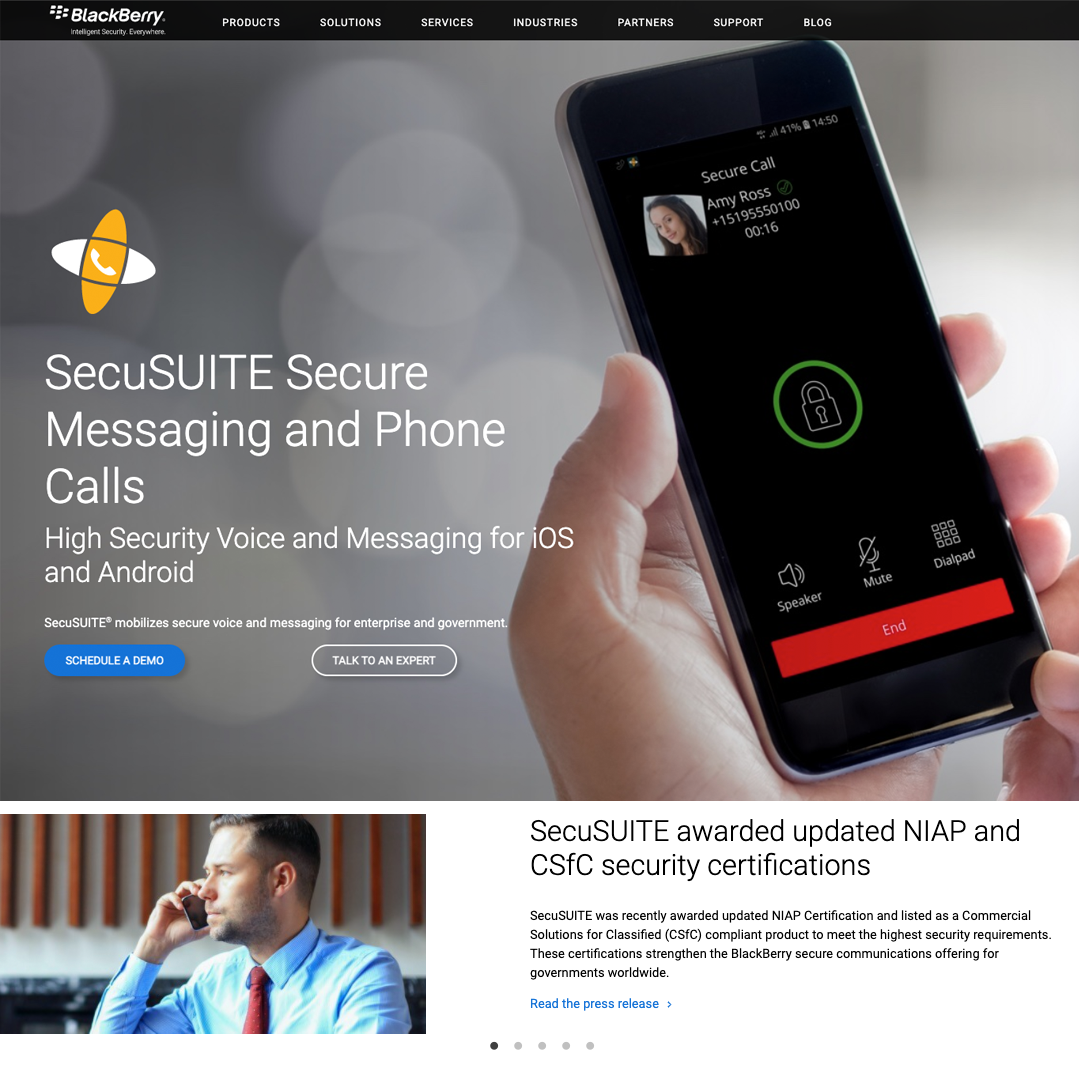 BlackBerry.
Intelligent Security. Everywhere.
PRODUCTS SOLUTIONS SERVICES INDUSTRIES PARTNERS SUPPORT BLOG
41% 14:50
Secure Call
Amy Ross
+15195550100
00:16
Speaker Mute Dialpad
End
SecuSUITE Secure
Messaging and Phone
Calls
High Security Voice and Messaging for iOS
and Android
SecuSUITE® mobilizes secure voice and messaging for enterprise and government.
SCHEDULE A DEMO TALK TO AN EXPERT
SecuSUITE awarded updated NIAP and
CSfC security certifications
SecuSUITE was recently awarded updated NIAP Certification and listed as a Commercial
Solutions for Classified (CSfC) compliant product to meet the highest security requirements.
These certifications strengthen the BlackBerry secure communications offering for
governments worldwide.
Read the press release ›